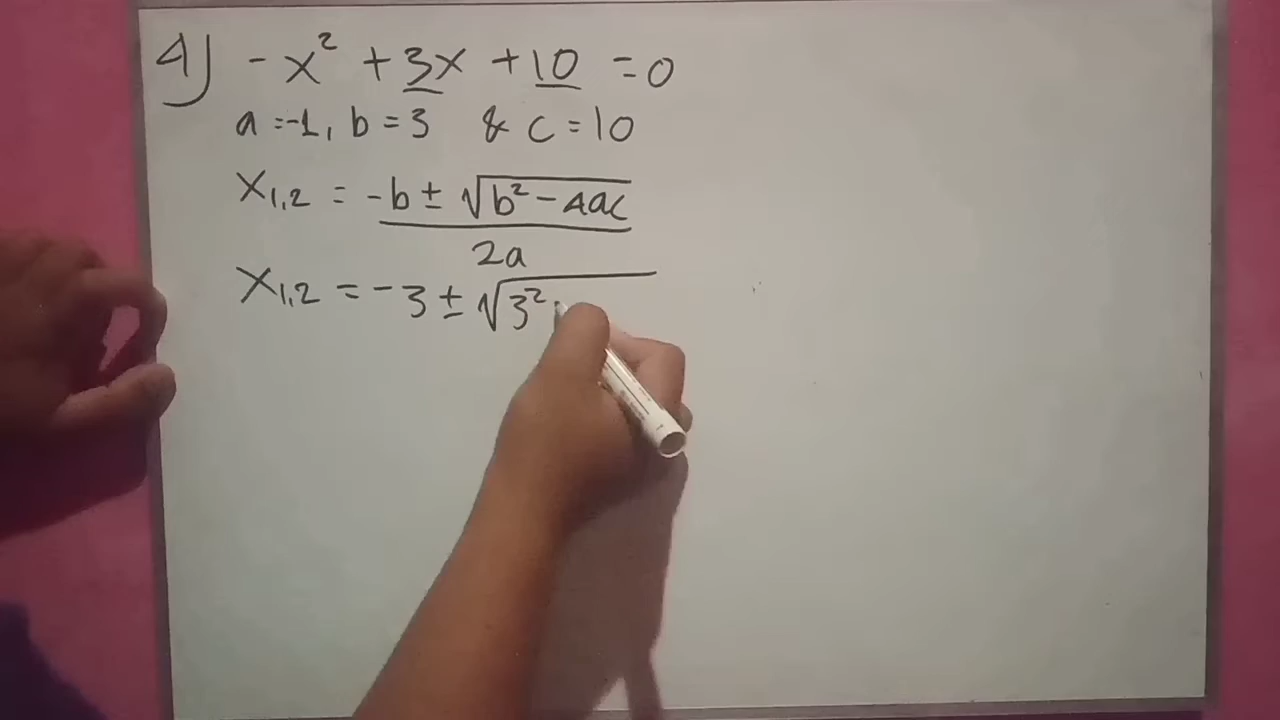 4) -x² + 3x + 10 = 0
a = -1, b = 3 & c = 10
x₁,₂ = -b ± √b² - 4ac
2a
x₁,₂ = -3 ± √3²